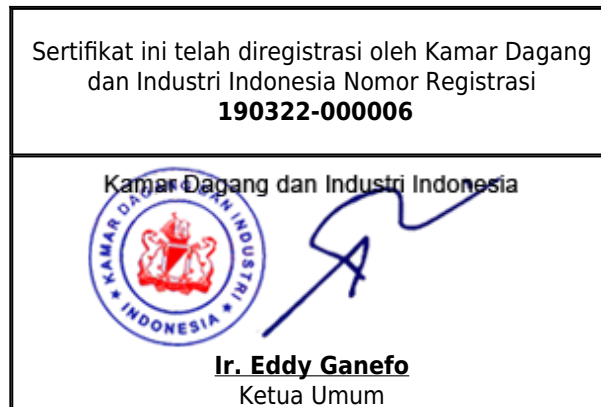 Sertifikat ini telah diregistrasi oleh Kamar Dagang
dan Industri Indonesia Nomor Registrasi
190322-000006
Kamar Dagang dan Industri Indonesia
KAMAR DAGANG DAN INDUSTRI
INDONESIA
Ir. Eddy Ganefo
Ketua Umum